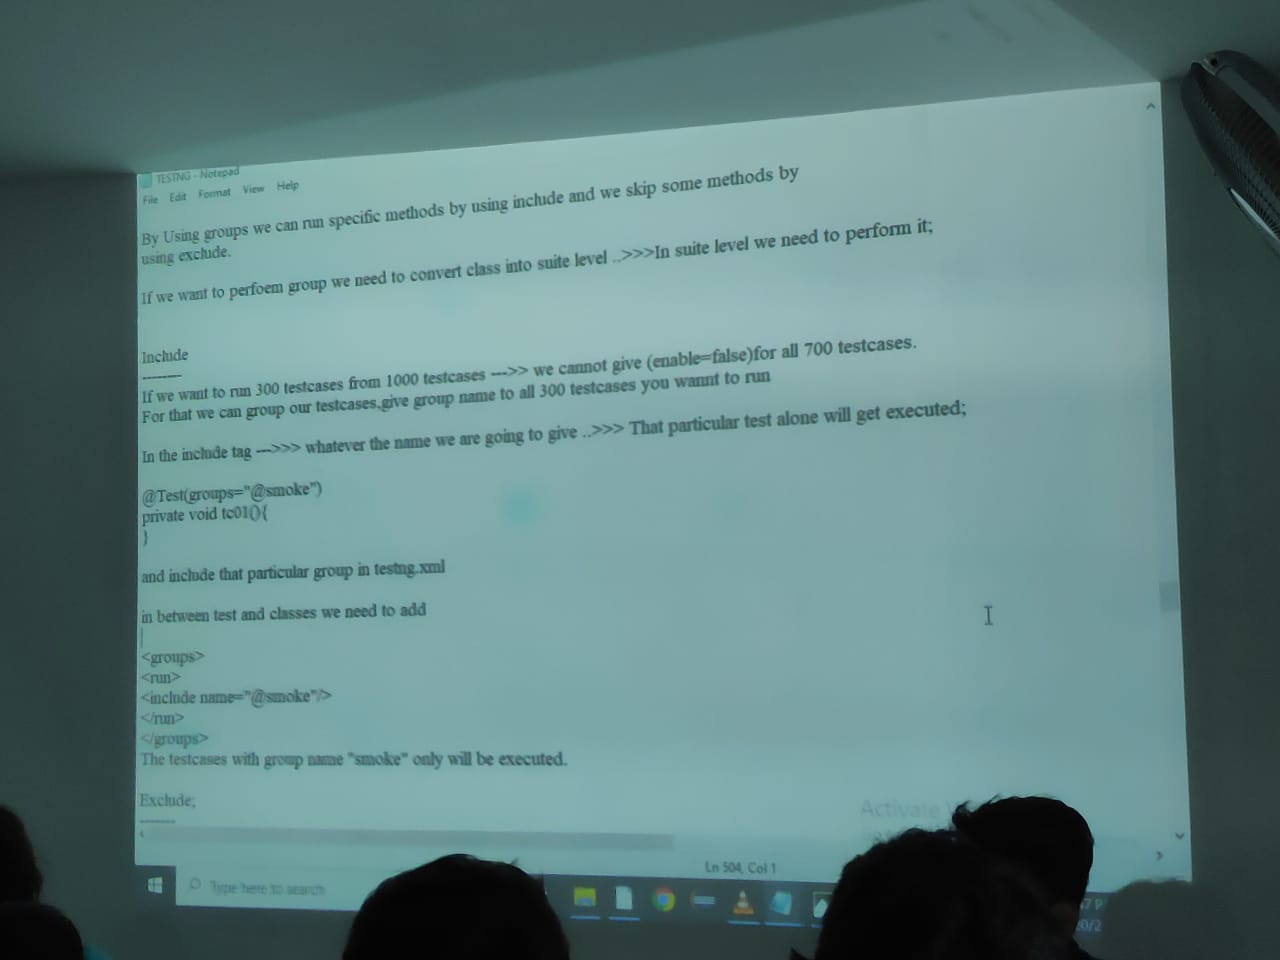 TESTNG - Notepad
File Edit Format View Help
By Using groups we can run specific methods by using include and we skip some methods by
using exclude.
If we want to perfoem group we need to convert class into suite level ..>>>In suite level we need to perform it;
Include
--------
If we want to run 300 testcases from 1000 testcases --->> we cannot give (enable=false)for all 700 testcases.
For that we can group our testcases,give group name to all 300 testcases you wannt to run
In the include tag --->>> whatever the name we are going to give ..>>> That particular test alone will get executed;
@Test(groups="@smoke")
private void tc01(){
}
and include that particular group in testng.xml
in between test and classes we need to add
<groups>
<run>
<include name="@smoke"/>
</run>
</groups>
The testcases with group name "smoke" only will be executed.
Exclude;
-------
Activate
Ln 504, Col 1
Type here to search